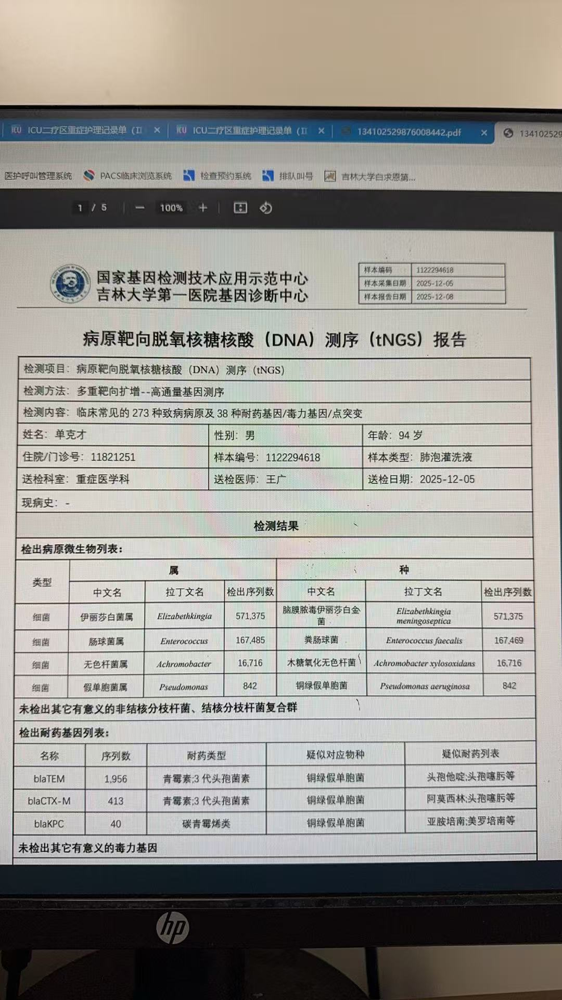 ICU ICU二疗区重症护理记录单（II × ICU ICU二疗区重症护理记录单（II × 134102529876008442.pdf × 134102529
医护呼叫管理系统 PACS临床浏览系统 检查预约系统 排队叫号 吉林大学白求恩第...
1 / 5 — 100% +
国家基因检测技术应用示范中心
吉林大学第一医院基因诊断中心
样本编码 1122294618
样本采集日期 2025-12-05
样本报告日期 2025-12-08
病原靶向脱氧核糖核酸（DNA）测序（tNGS）报告
检测项目：病原靶向脱氧核糖核酸（DNA）测序（tNGS）
检测方法：多重靶向扩增--高通量基因测序
检测内容：临床常见的 273 种致病病原及 38 种耐药基因/毒力基因/点突变
姓名：单克才 性别：男 年龄：94 岁
住院/门诊号：11821251 样本编号：1122294618 样本类型：肺泡灌洗液
送检科室：重症医学科 送检医师：王广 送检日期：2025-12-05
现病史：-
检测结果
检出病原微生物列表：
类型 属 种
中文名 拉丁文名 检出序列数 中文名 拉丁文名 检出序列数
细菌 伊丽莎白菌属 Elizabethkingia 571,375 脑膜脓毒伊丽莎白金菌 Elizabethkingia meningoseptica 571,375
细菌 肠球菌属 Enterococcus 167,485 粪肠球菌 Enterococcus faecalis 167,469
细菌 无色杆菌属 Achromobacter 16,716 木糖氧化无色杆菌 Achromobacter xylosoxidans 16,716
细菌 假单胞菌属 Pseudomonas 842 铜绿假单胞菌 Pseudomonas aeruginosa 842
未检出其它有意义的非结核分枝杆菌、结核分枝杆菌复合群
检出耐药基因列表：
名称 序列数 耐药类型 疑似对应物种 疑似耐药列表
blaTEM 1,956 青霉素;3 代头孢菌素 铜绿假单胞菌 头孢他啶;头孢噻肟等
blaCTX-M 413 青霉素;3 代头孢菌素 铜绿假单胞菌 阿莫西林;头孢噻肟等
blaKPC 40 碳青霉烯类 铜绿假单胞菌 亚胺培南;美罗培南等
未检出其它有意义的毒力基因
hp